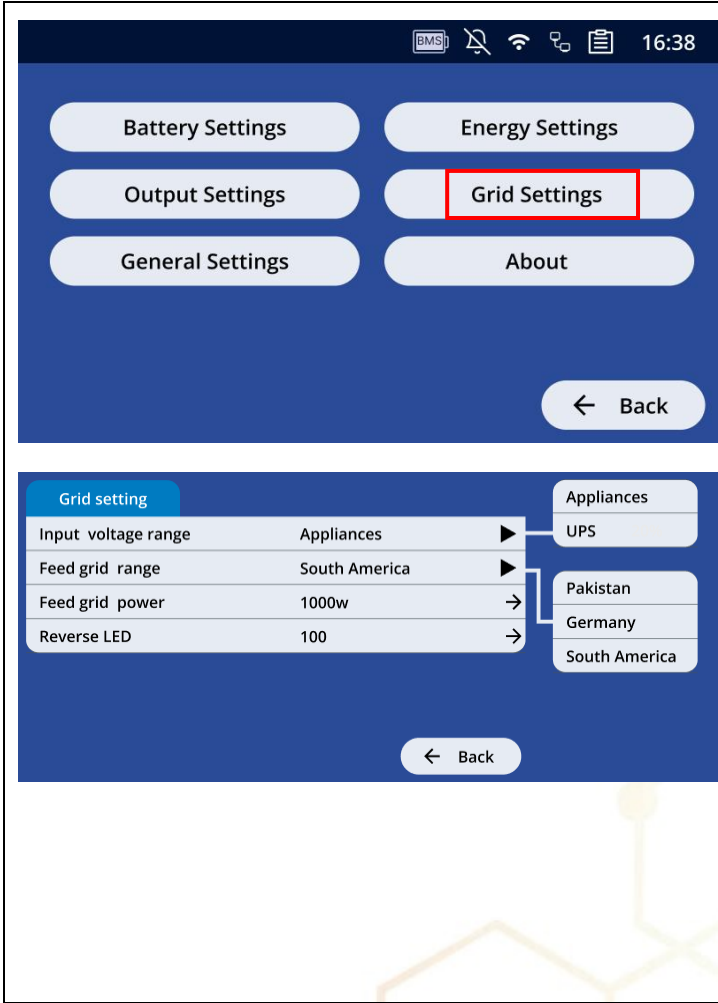 BMS 16:38
Battery Settings Energy Settings
Output Settings Grid Settings
General Settings About
← Back
Grid setting
Input voltage range Appliances ▶
Feed grid range South America ▶
Feed grid power 1000w →
Reverse LED 100 →
Appliances
UPS
Pakistan
Germany
South America
← Back